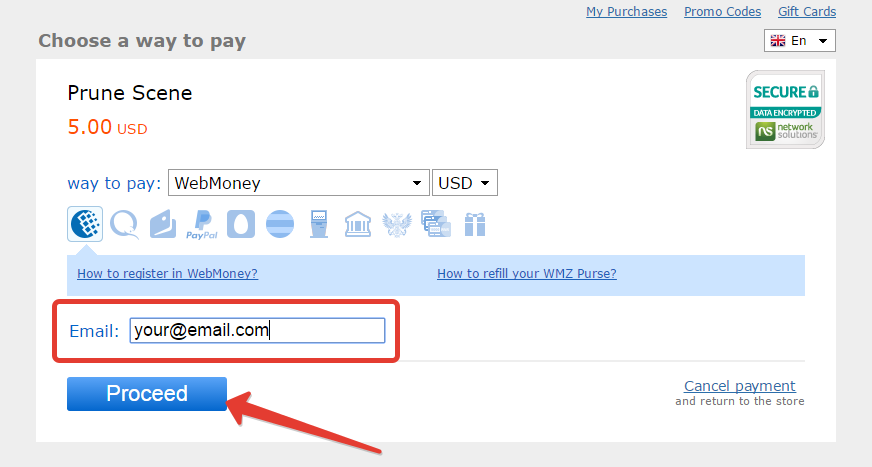 My Purchases Promo Codes Gift Cards
Choose a way to pay
En
Prune Scene
SECURE
DATA ENCRYPTED
network
solutions
5.00 USD
way to pay: WebMoney USD
PayPal
How to register in WebMoney? How to refill your WMZ Purse?
Email: your@email.com
Proceed
Cancel payment
and return to the store